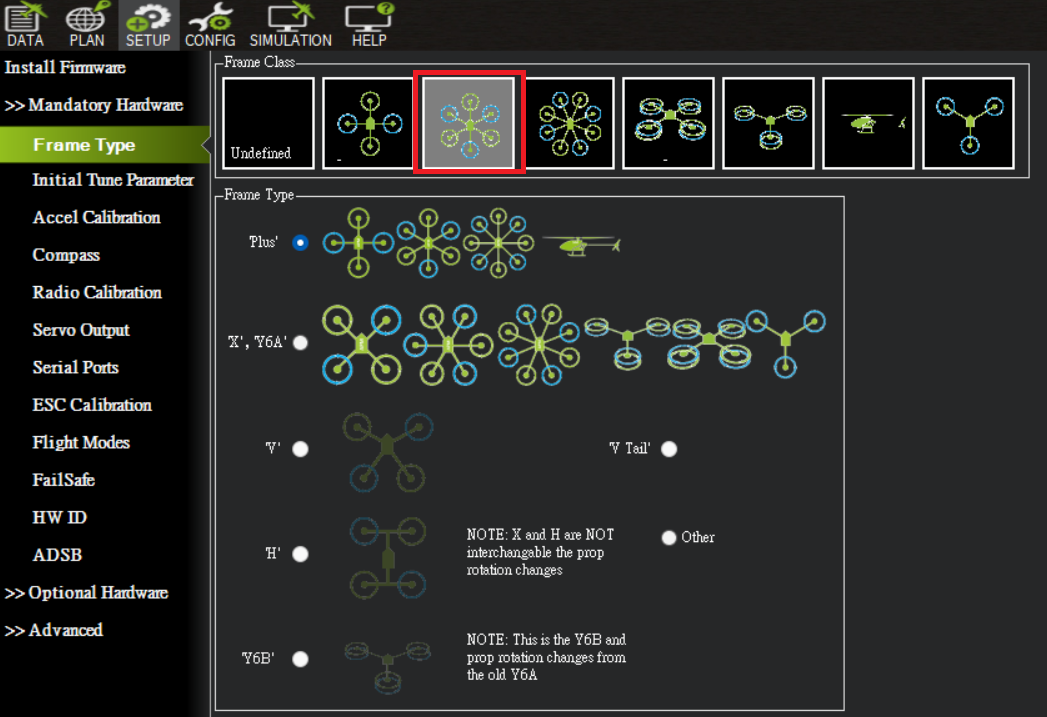 DATA
PLAN
SETUP
CONFIG
SIMULATION
HELP
Install Firmware
>> Mandatory Hardware
Frame Type
Initial Tune Parameter
Accel Calibration
Compass
Radio Calibration
Servo Output
Serial Ports
ESC Calibration
Flight Modes
FailSafe
HW ID
ADSB
>> Optional Hardware
>> Advanced
Frame Class
Undefined
Frame Type
'Plus'
'X', 'Y6A'
'V'
'V Tail'
'H'
NOTE: X and H are NOT
interchangable the prop
rotation changes
Other
'Y6B'
NOTE: This is the Y6B and
prop rotation changes from
the old Y6A